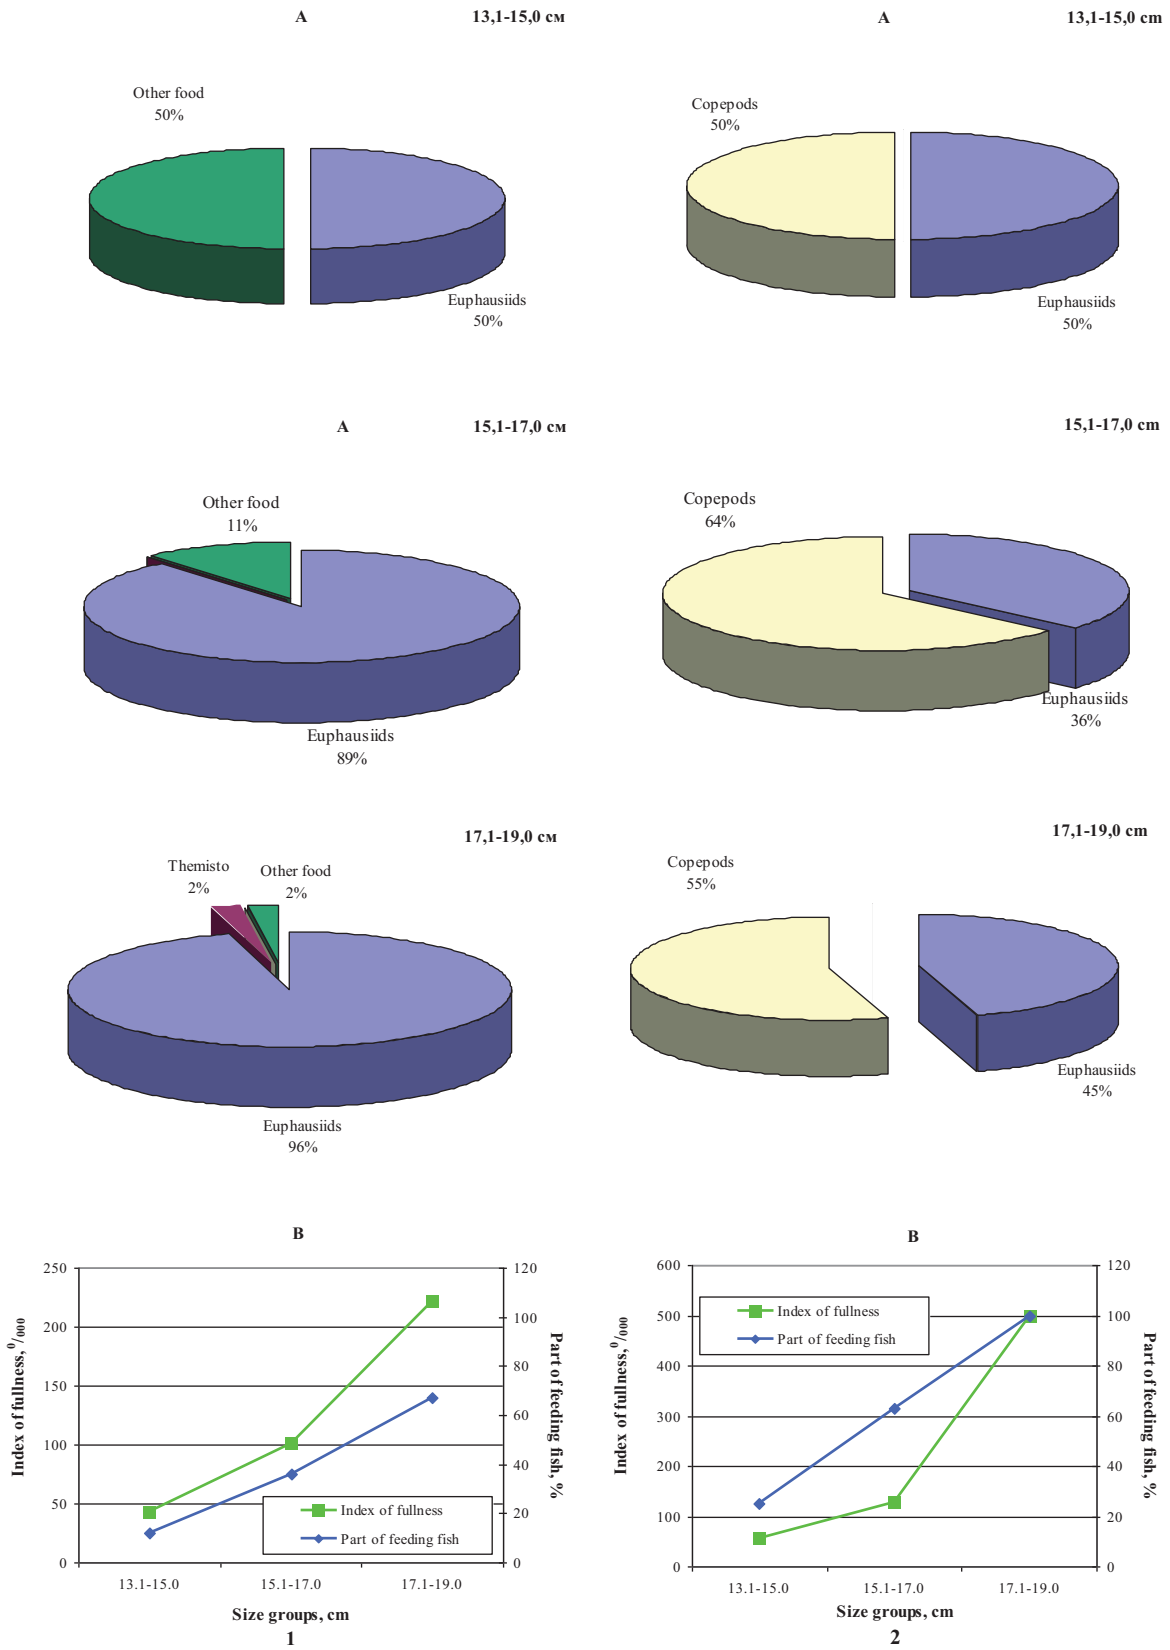 A 13,1-15,0 см
Other food
50%
Euphausiids
50%
A 13,1-15,0 cm
Copepods
50%
Euphausiids
50%
A 15,1-17,0 см
Other food
11%
Euphausiids
89%
15,1-17,0 cm
Copepods
64%
Euphausiids
36%
17,1-19,0 см
Themisto
2%
Other food
2%
Euphausiids
96%
17,1-19,0 cm
Copepods
55%
Euphausiids
45%
B
Index of fullness, ⁰/₀₀₀
250
200
150
100
50
0
120
100
80
60
40
20
0
Part of feeding fish, %
Index of fullness
Part of feeding fish
13.1-15.0 15.1-17.0 17.1-19.0
Size groups, cm
1
B
Index of fullness, ⁰/₀₀₀
600
500
400
300
200
100
0
120
100
80
60
40
20
0
Part of feeding fish, %
Index of fullness
Part of feeding fish
13.1-15.0 15.1-17.0 17.1-19.0
Size groups, cm
2